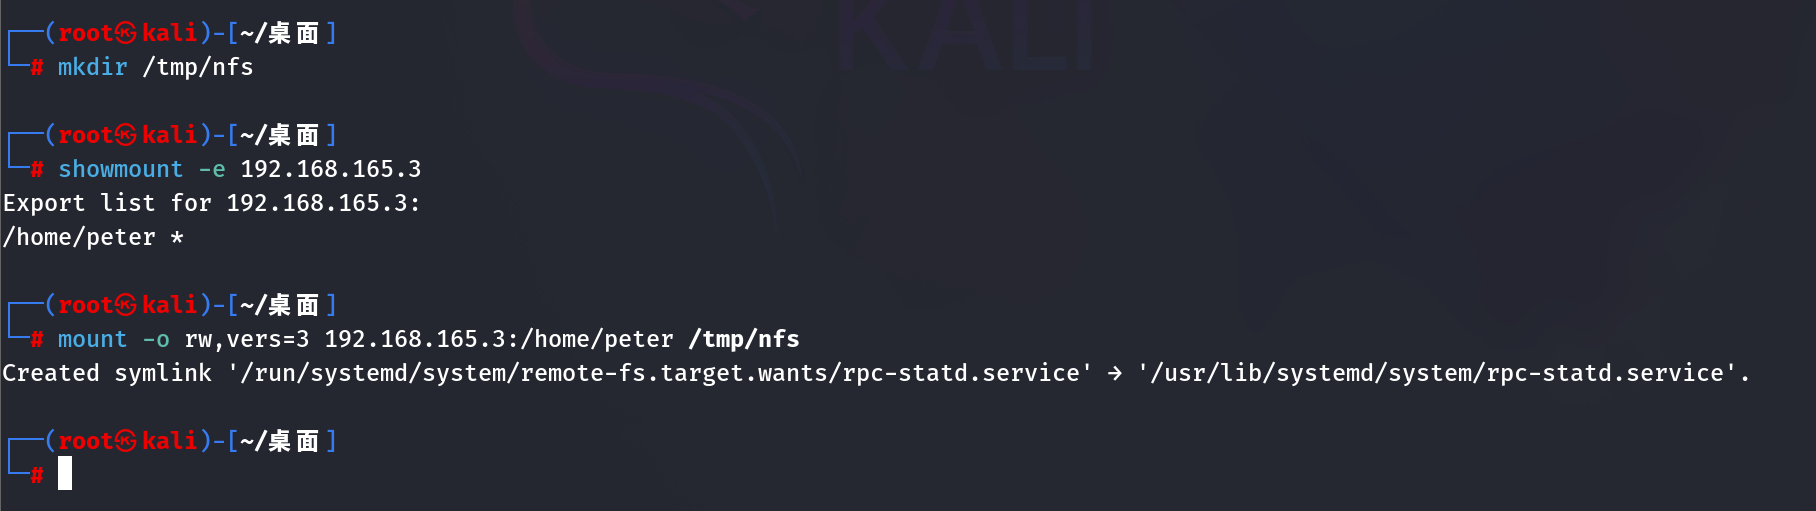 ┌──(root㉿kali)-[~/桌面]
└─# mkdir /tmp/nfs
┌──(root㉿kali)-[~/桌面]
└─# showmount -e 192.168.165.3
Export list for 192.168.165.3:
/home/peter *
┌──(root㉿kali)-[~/桌面]
└─# mount -o rw,vers=3 192.168.165.3:/home/peter /tmp/nfs
Created symlink '/run/systemd/system/remote-fs.target.wants/rpc-statd.service' → '/usr/lib/systemd/system/rpc-statd.service'.
┌──(root㉿kali)-[~/桌面]
└─#
KALI